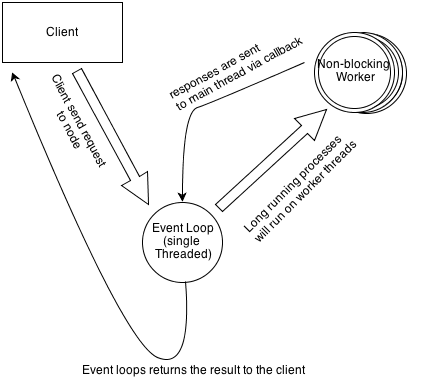 Client
Client send request
to node
responses are sent
to main thread via callback
Non-blocking
Worker
Event Loop
(single
Threaded)
Long running processes
will run on worker threads
Event loops returns the result to the client